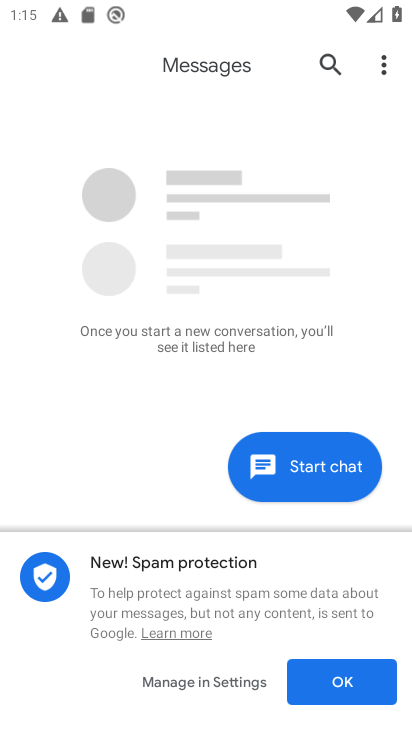 1:15
Messages
Once you start a new conversation, you'll
see it listed here
Start chat
New! Spam protection
To help protect against spam some data about
your messages, but not any content, is sent to
Google. Learn more
Manage in Settings
OK